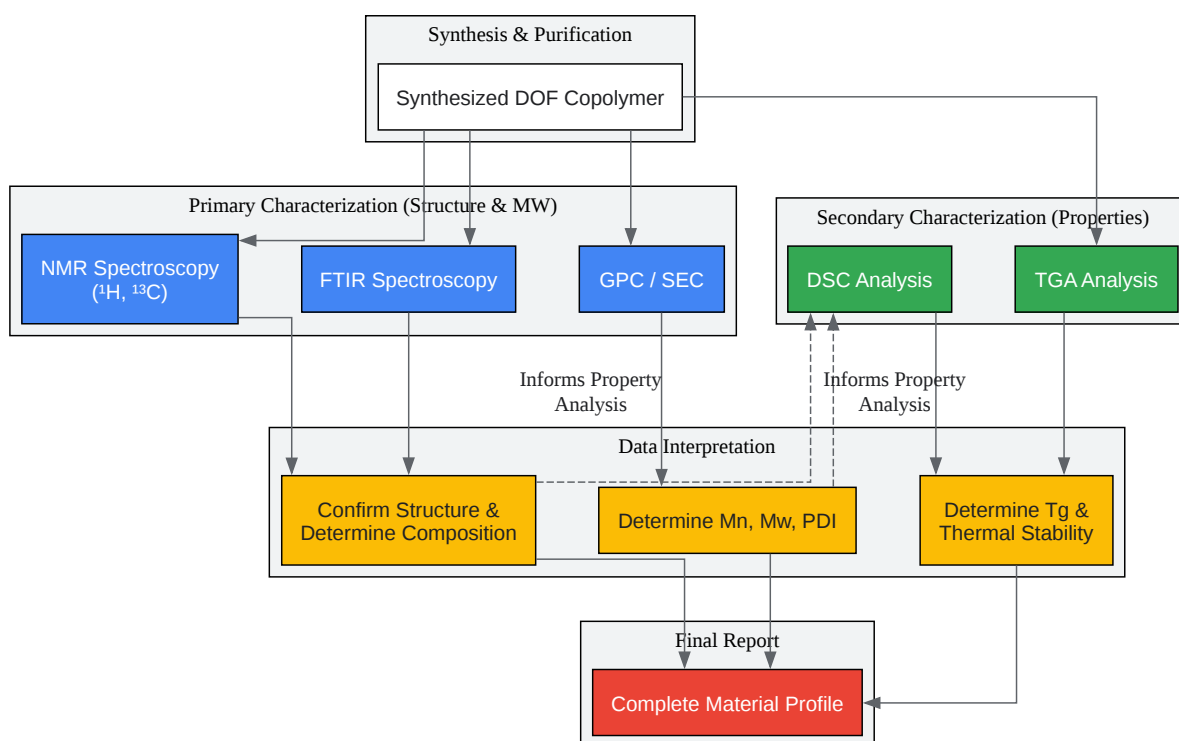 Synthesis & Purification
Synthesized DOF Copolymer
Primary Characterization (Structure & MW)
Secondary Characterization (Properties)
NMR Spectroscopy
(¹H, ¹³C)
FTIR Spectroscopy
GPC / SEC
DSC Analysis
TGA Analysis
Informs Property
Analysis
Informs Property
Analysis
Data Interpretation
Confirm Structure &
Determine Composition
Determine Mn, Mw, PDI
Determine Tg &
Thermal Stability
Final Report
Complete Material Profile